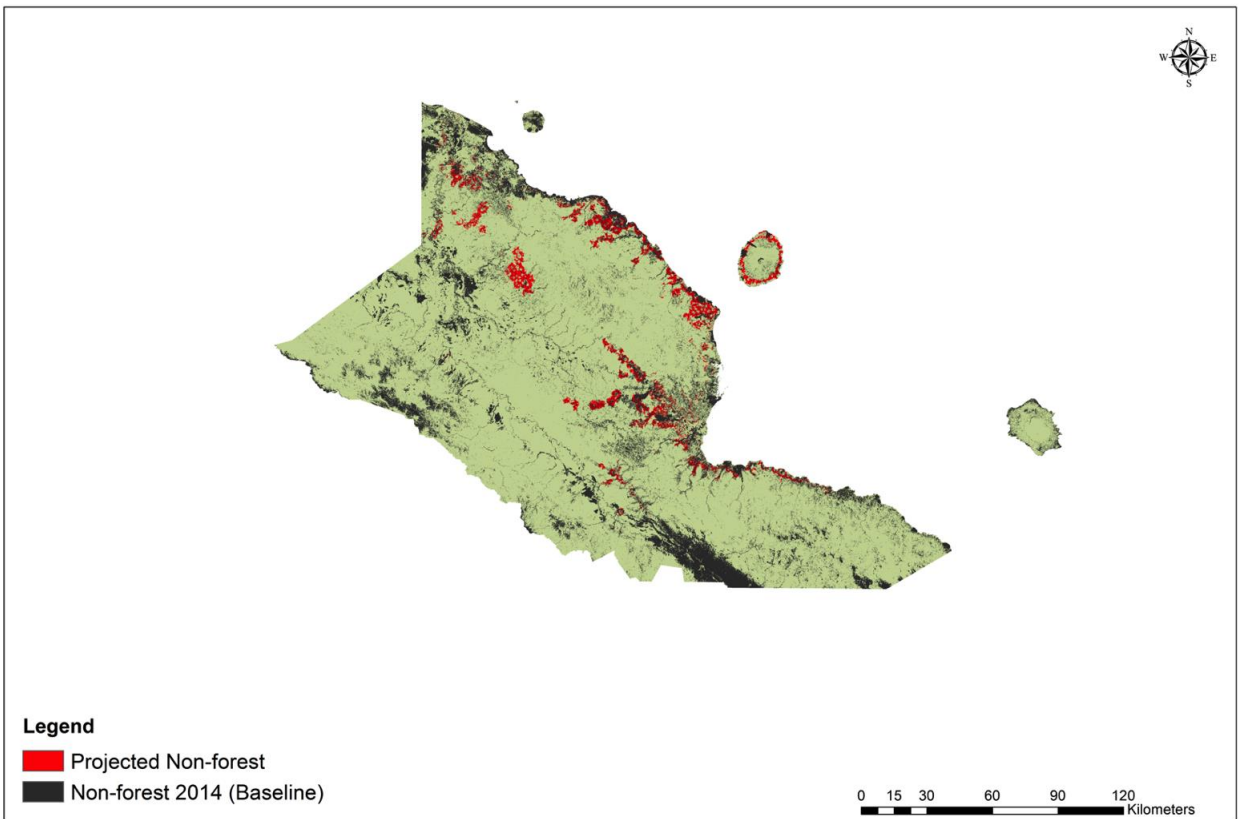 N
W E
S
Legend
Projected Non-forest
Non-forest 2014 (Baseline)
0 15 30 60 90 120
Kilometers